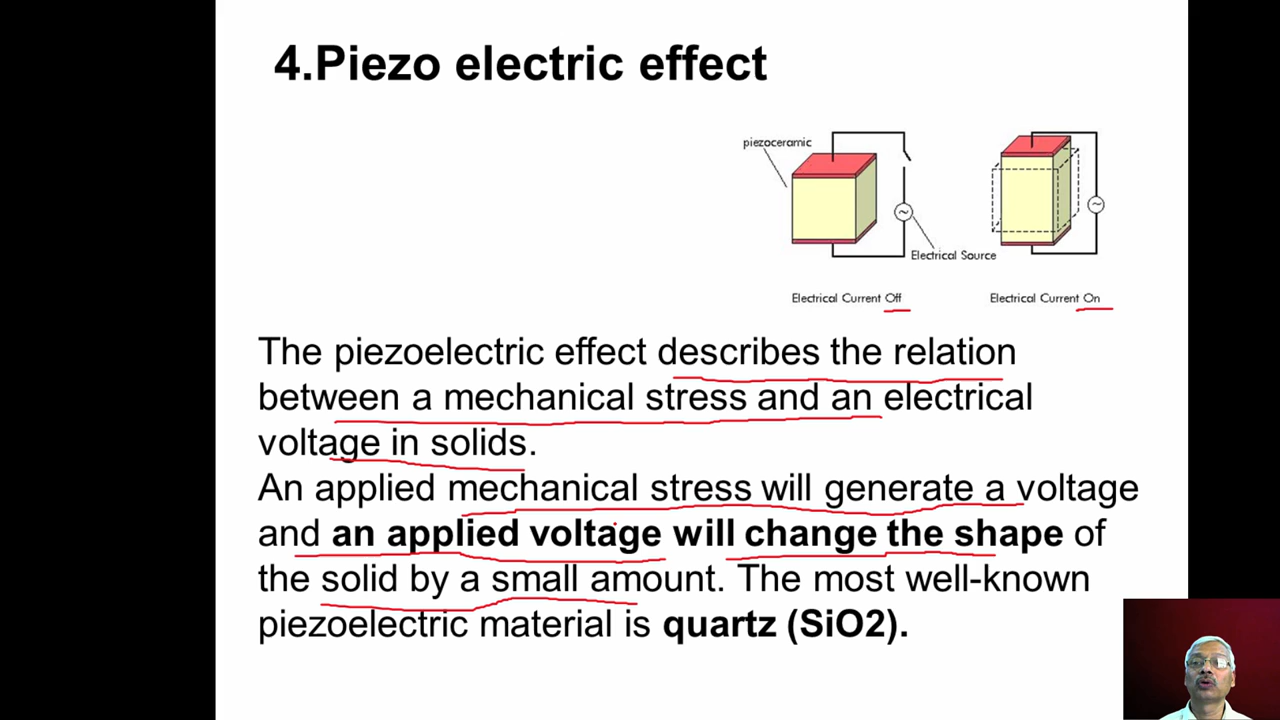 4.Piezo electric effect
piezoceramic
~
~
Electrical Source
Electrical Current Off
Electrical Current On
The piezoelectric effect describes the relation
between a mechanical stress and an electrical
voltage in solids.
An applied mechanical stress will generate a voltage
and an applied voltage will change the shape of
the solid by a small amount. The most well-known
piezoelectric material is quartz (SiO2).